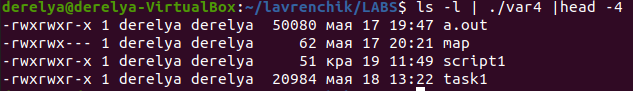 derelya@derelya-VirtualBox:~/lavrenchik/LABS$ ls -l | ./var4 |head -4
-rwxrwxr-x 1 derelya derelya  50080 мая 17 19:47 a.out
-rwxrwx--- 1 derelya derelya     62 мая 17 20:21 map
-rwxrwxr-x 1 derelya derelya     51 кра 19 11:49 script1
-rwxrwxr-x 1 derelya derelya  20984 мая 18 13:22 task1